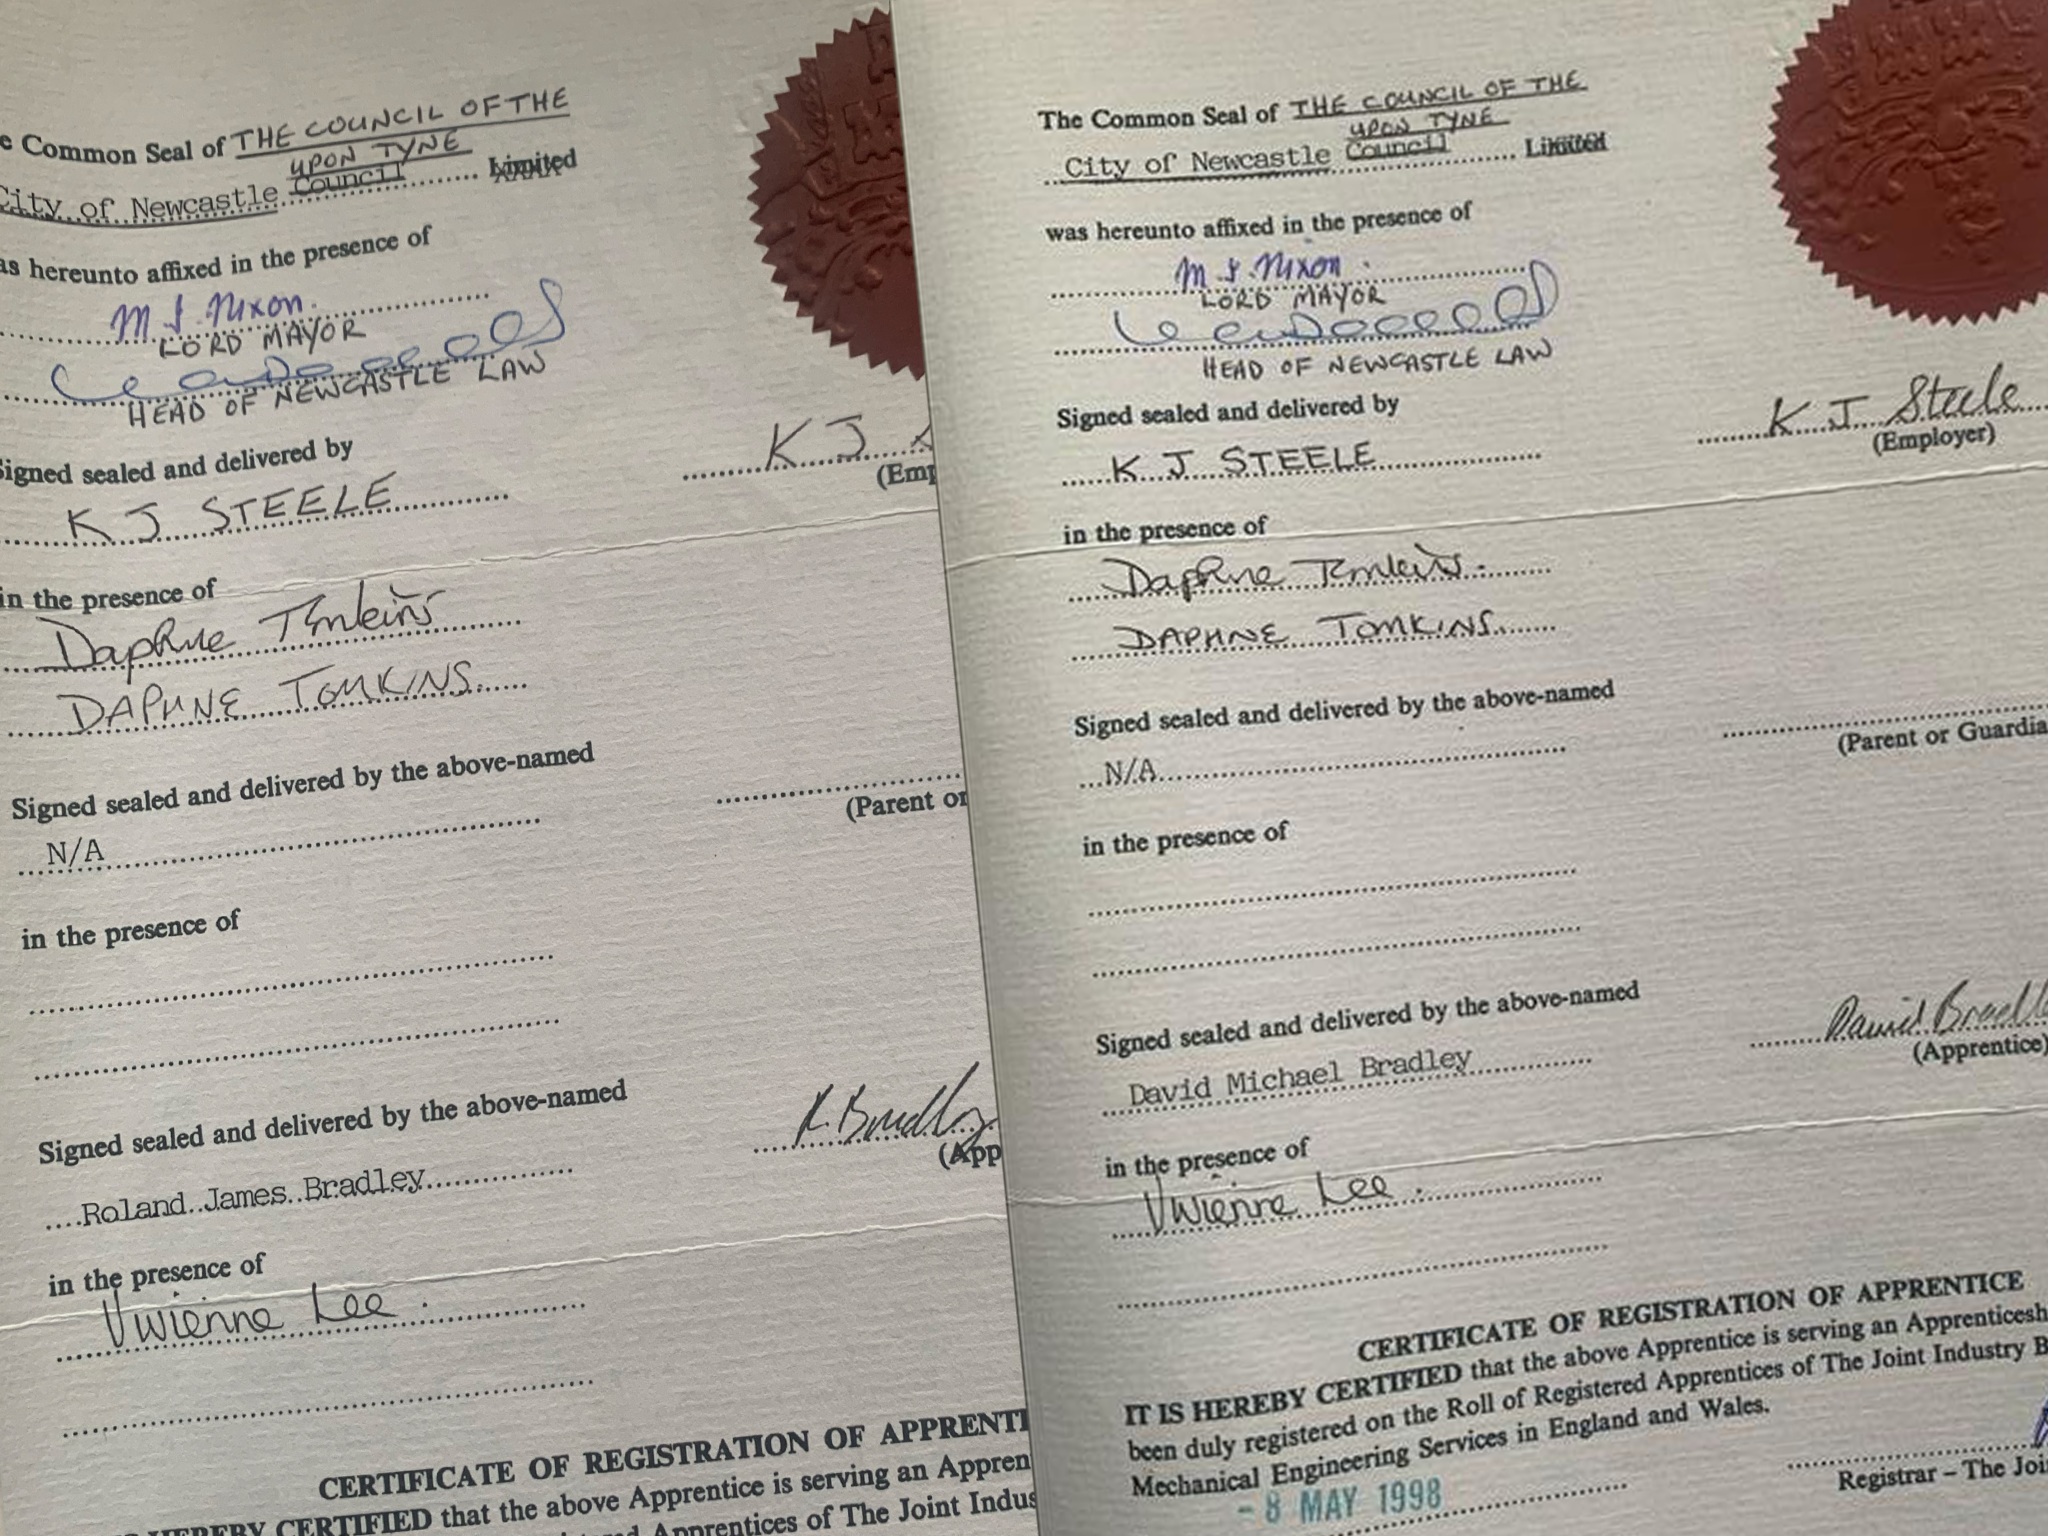 e Common Seal of THE COUNCIL OF THE
UPON TYNE
City of Newcastle Council Limited
as hereunto affixed in the presence of
M S. Nixon.
LORD MAYOR
HEAD OF NEWCASTLE LAW
Signed sealed and delivered by
K J STEELE
K J
(Emp
in the presence of
Daphne Tomkins
DAPHNE TOMKINS.
Signed sealed and delivered by the above-named
N/A
(Parent or
in the presence of
Signed sealed and delivered by the above-named
R. Bradley
(App
Roland James Bradley
in the presence of
Vivienne Lee.
CERTIFICATE OF REGISTRATION OF APPRENTI
HEREBY CERTIFIED that the above Apprentice is serving an Appren
Apprentices of The Joint Indus
The Common Seal of THE COUNCIL OF THE
UPON TYNE
City of Newcastle Council Limited
was hereunto affixed in the presence of
M S. Nixon.
LORD MAYOR
HEAD OF NEWCASTLE LAW
Signed sealed and delivered by
K J Steele
(Employer)
K J STEELE
in the presence of
Daphne Tomkins.
DAPHNE TOMKINS.
Signed sealed and delivered by the above-named
N/A
(Parent or Guardia
in the presence of
Signed sealed and delivered by the above-named
David Bradle
(Apprentice)
David Michael Bradley
in the presence of
Vivienne Lee.
CERTIFICATE OF REGISTRATION OF APPRENTICE
IT IS HEREBY CERTIFIED that the above Apprentice is serving an Apprenticesh
been duly registered on the Roll of Registered Apprentices of The Joint Industry B
Mechanical Engineering Services in England and Wales.
- 8 MAY 1998
Registrar – The Join